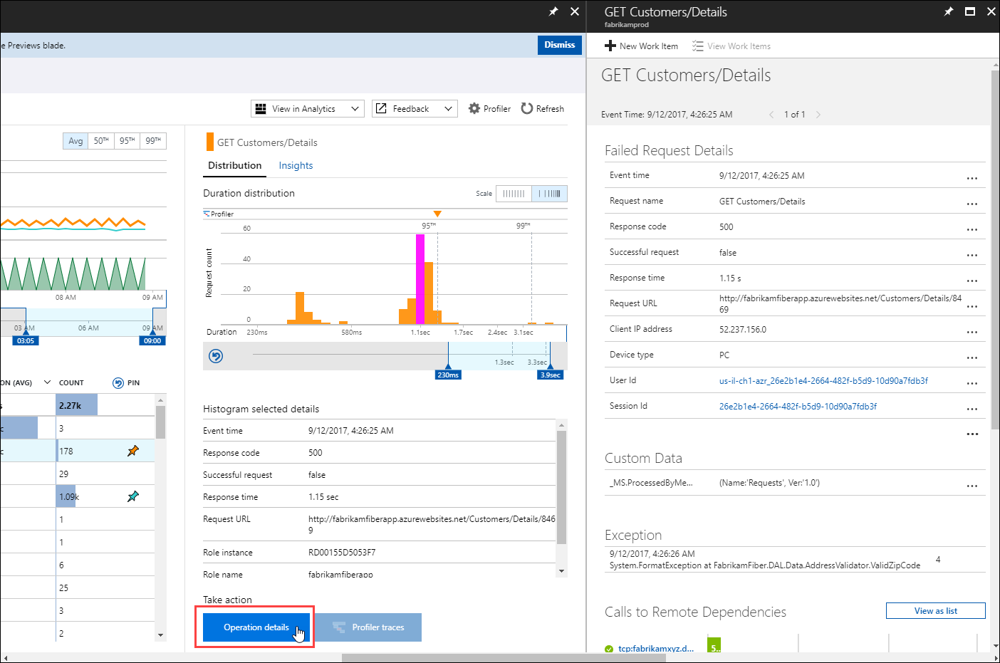 e Previews blade.
Dismiss
View in Analytics
Feedback
Profiler
Refresh
Avg
50TH
95TH
99TH
08 AM
09 AM
03 AM
06 AM
09 AM
03:05
09:00
ON (AVG)
COUNT
PIN
s
2.27k
c
3
c
178
29
1.09k
1
1
6
25
3
2
GET Customers/Details
Distribution
Insights
Duration distribution
Scale
Profiler
95TH
99TH
Request count
60
40
20
0
Duration
230ms
580ms
1.1sec
1.7sec
2.4sec
3.1sec
1.3sec
3.3sec
230ms
3.9sec
Histogram selected details
Event time 9/12/2017, 4:26:25 AM
Response code 500
Successful request false
Response time 1.15 sec
Request URL http://fabrikamfiberapp.azurewebsites.net/Customers/Details/846
9
Role instance RD00155D5053F7
Role name fabrikamfiberapp
Take action
Operation details
Profiler traces
GET Customers/Details
fabrikamprod
New Work Item
View Work Items
GET Customers/Details
Event Time: 9/12/2017, 4:26:25 AM
1 of 1
Failed Request Details
Event time 9/12/2017, 4:26:25 AM
Request name GET Customers/Details
Response code 500
Successful request false
Response time 1.15 s
Request URL http://fabrikamfiberapp.azurewebsites.net/Customers/Details/84
69
Client IP address 52.237.156.0
Device type PC
User Id us-il-ch1-azr_26e2b1e4-2664-482f-b5d9-10d90a7fdb3f
Session Id 26e2b1e4-2664-482f-b5d9-10d90a7fdb3f
Custom Data
_MS.ProcessedByMe... (Name:'Requests', Ver:'1.0')
Exception
9/12/2017, 4:26:26 AM
System.FormatException at FabrikamFiber.DAL.Data.AddressValidator.ValidZipCode 4
Calls to Remote Dependencies
View as list
tcp:fabrikamxyz.d...
5..